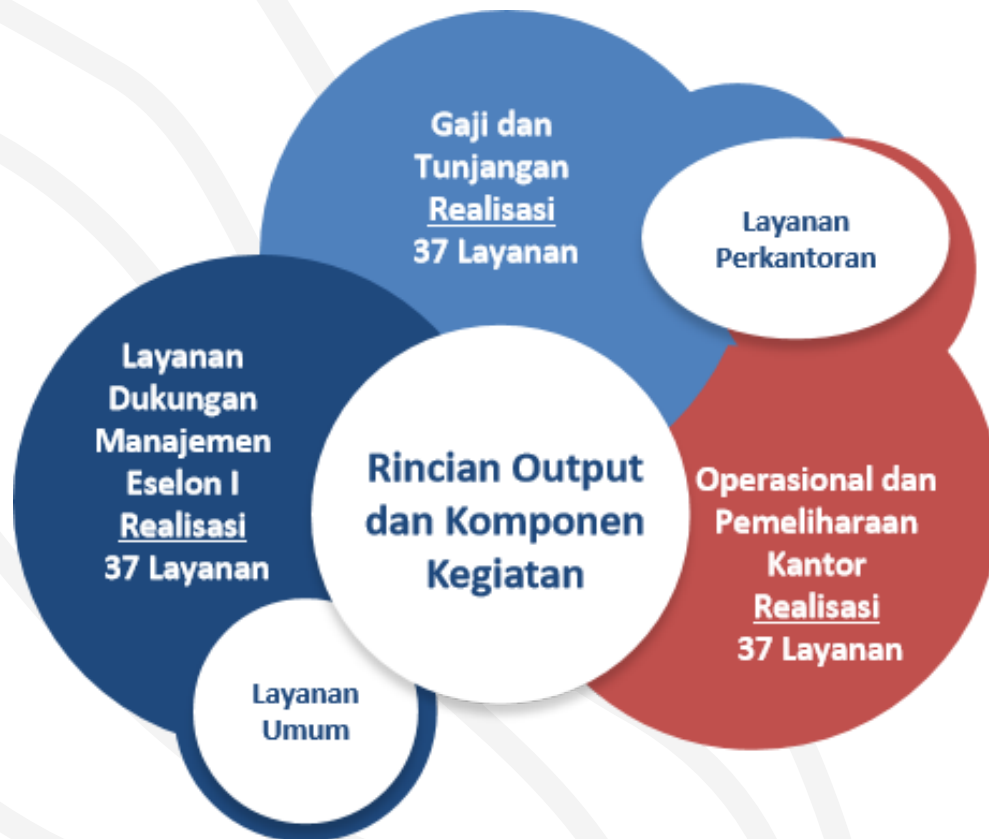 Gaji dan
Tunjangan
Realisasi
37 Layanan
Layanan
Perkantoran
Layanan
Dukungan
Manajemen
Eselon I
Realisasi
37 Layanan
Rincian Output
dan Komponen
Kegiatan
Operasional dan
Pemeliharaan
Kantor
Realisasi
37 Layanan
Layanan
Umum